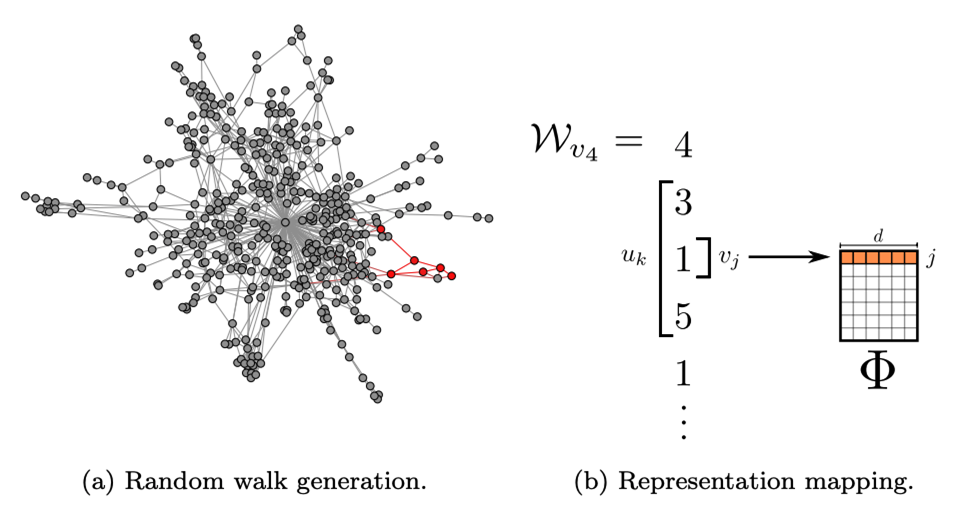 𝒲v₄ = 4
3
uₖ 1 vⱼ
5
1
⋮
d
j
Φ
(a) Random walk generation.
(b) Representation mapping.